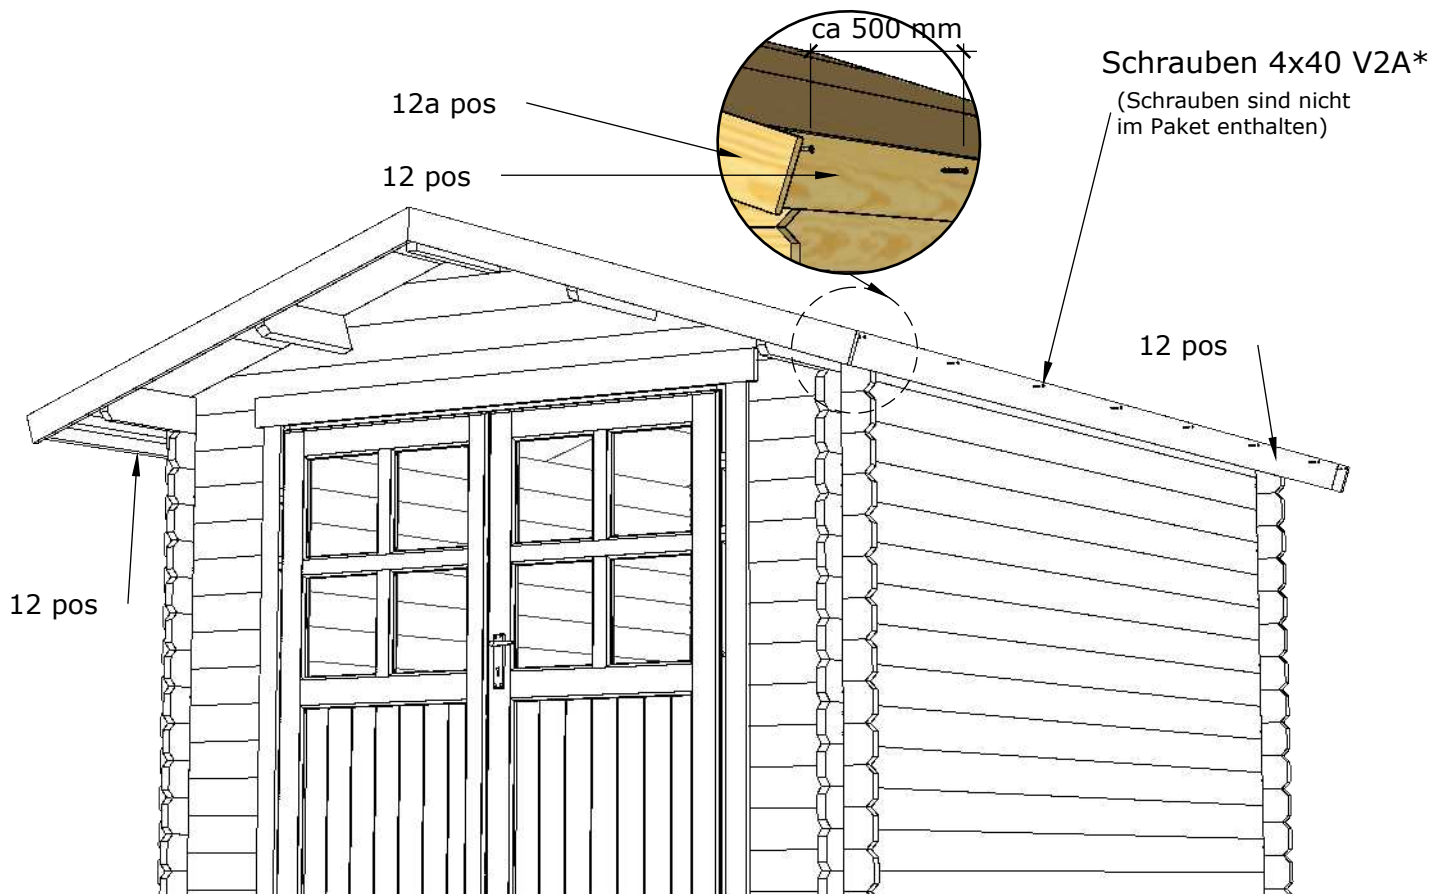 ca 500 mm
Schrauben 4x40 V2A*
(Schrauben sind nicht
im Paket enthalten)
12a pos
12 pos
12 pos
12 pos